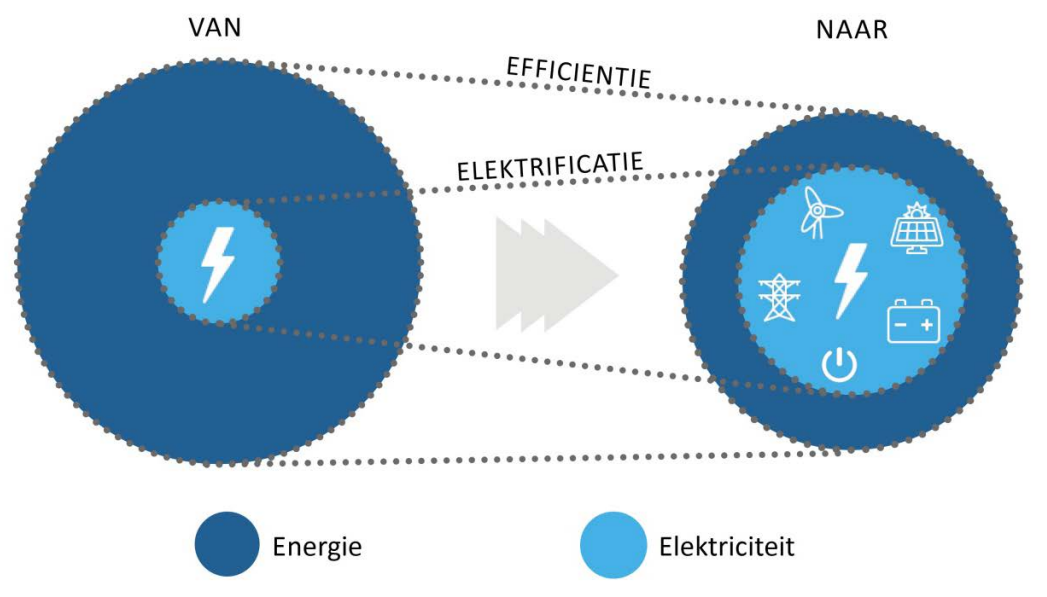 VAN
NAAR
EFFICIENTIE
ELEKTRIFICATIE
Energie
Elektriciteit